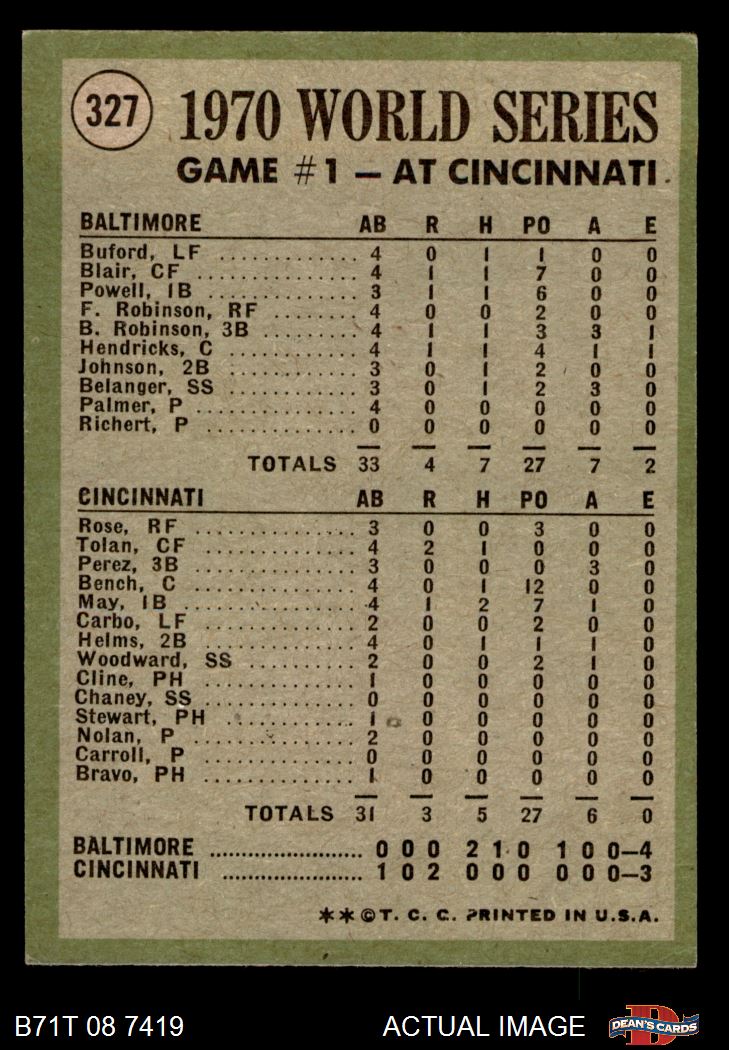 327
1970 WORLD SERIES
GAME #1 – AT CINCINNATI
BALTIMORE AB R H PO A E
Buford, LF ............. 4 0 1 1 0 0
Blair, CF ............... 4 1 1 7 0 0
Powell, 1B .............. 3 1 1 6 0 0
F. Robinson, RF ......... 4 0 0 2 0 0
B. Robinson, 3B ......... 4 1 1 3 3 1
Hendricks, C ............ 4 1 1 4 1 1
Johnson, 2B ............ 3 0 1 2 0 0
Belanger, SS ............ 3 0 1 2 3 0
Palmer, P ............... 4 0 0 0 0 0
Richert, P .............. 0 0 0 0 0 0
TOTALS 33 4 7 27 7 2
CINCINNATI AB R H PO A E
Rose, RF ............... 3 0 0 3 0 0
Tolan, CF ............... 4 2 1 0 0 0
Perez, 3B ............... 3 0 0 0 3 0
Bench, C ............... 4 0 1 12 0 0
May, 1B ................ 4 1 2 7 1 0
Carbo, LF ............... 2 0 0 2 0 0
Helms, 2B .............. 4 0 1 1 1 0
Woodward, SS .......... 2 0 0 2 1 0
Cline, PH .............. 1 0 0 0 0 0
Chaney, SS ............. 0 0 0 0 0 0
Stewart, PH ............ 1 0 0 0 0 0
Nolan, P ............... 2 0 0 0 0 0
Carroll, P .............. 0 0 0 0 0 0
Bravo, PH .............. 1 0 0 0 0 0
TOTALS 31 3 5 27 6 0
BALTIMORE ...................... 0 0 0 2 1 0 1 0 0–4
CINCINNATI ..................... 1 0 2 0 0 0 0 0 0–3
**©T. C. C. PRINTED IN U.S.A.
B71T 08 7419 ACTUAL IMAGE DEAN'S CARDS